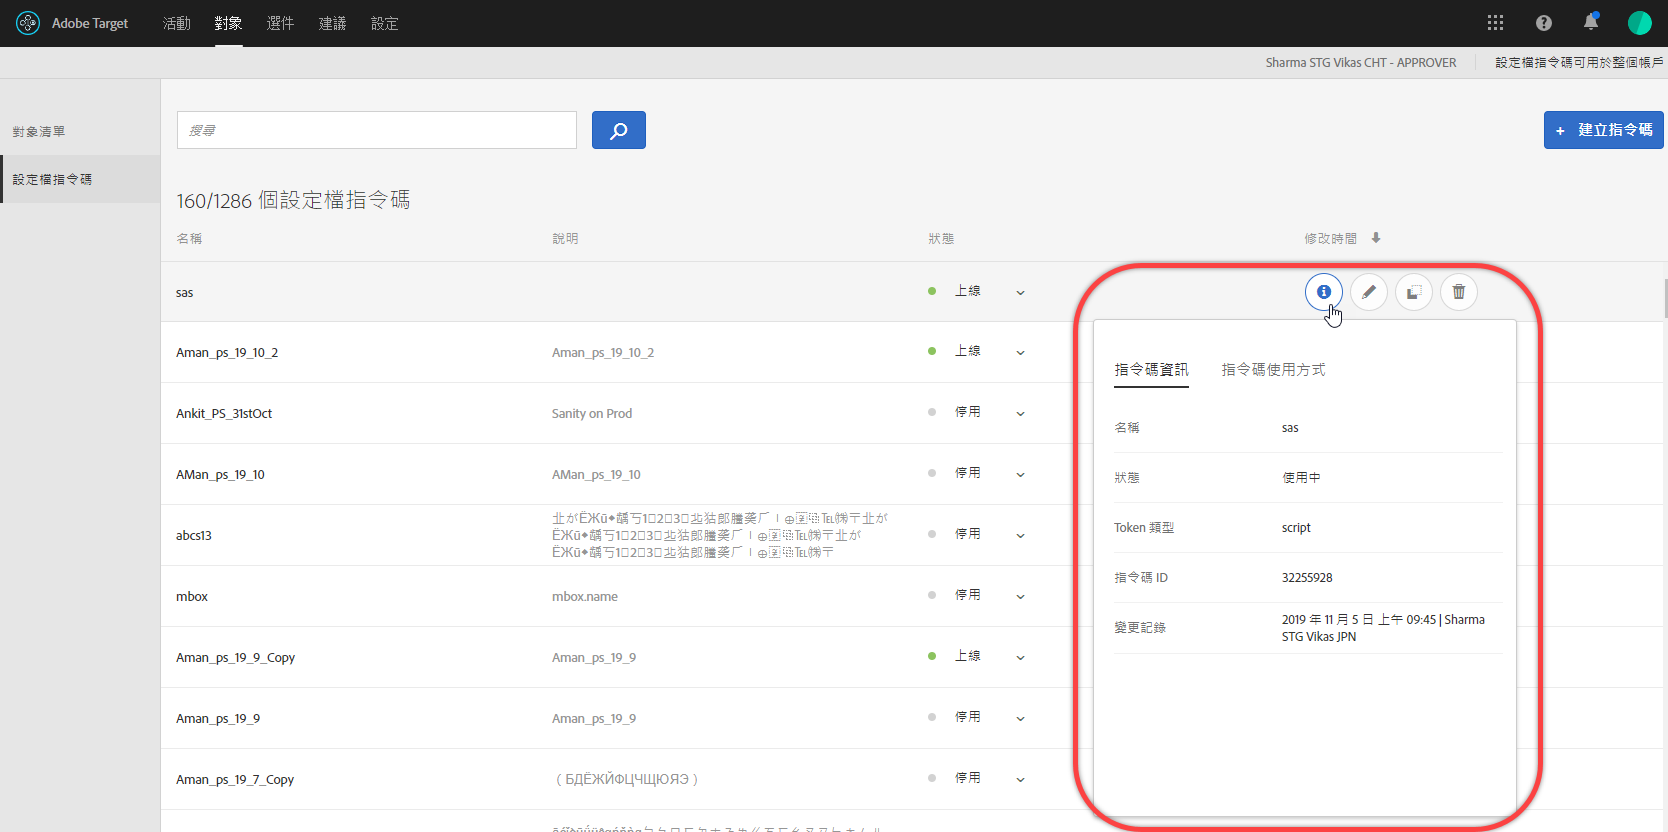 Adobe Target 活動 對象 選件 建議 設定
Sharma STG Vikas CHT - APPROVER 設定檔指令碼可用於整個帳戶
對象清單
設定檔指令碼
搜尋
+ 建立指令碼
160/1286 個設定檔指令碼
名稱 說明 狀態 修改時間
sas 上線
Aman_ps_19_10_2 Aman_ps_19_10_2 上線
Ankit_PS_31stOct Sanity on Prod 停用
AMan_ps_19_10 AMan_ps_19_10 停用
abcs13 停用
mbox mbox.name 停用
Aman_ps_19_9_Copy Aman_ps_19_9 上線
Aman_ps_19_9 Aman_ps_19_9 停用
Aman_ps_19_7_Copy （БДЁЖЙФЦЧЩЮЯЭ） 停用
指令碼資訊 指令碼使用方式
名稱 sas
狀態 使用中
Token 類型 script
指令碼 ID 32255928
變更記錄 2019 年 11 月 5 日 上午 09:45 | Sharma
STG Vikas JPN